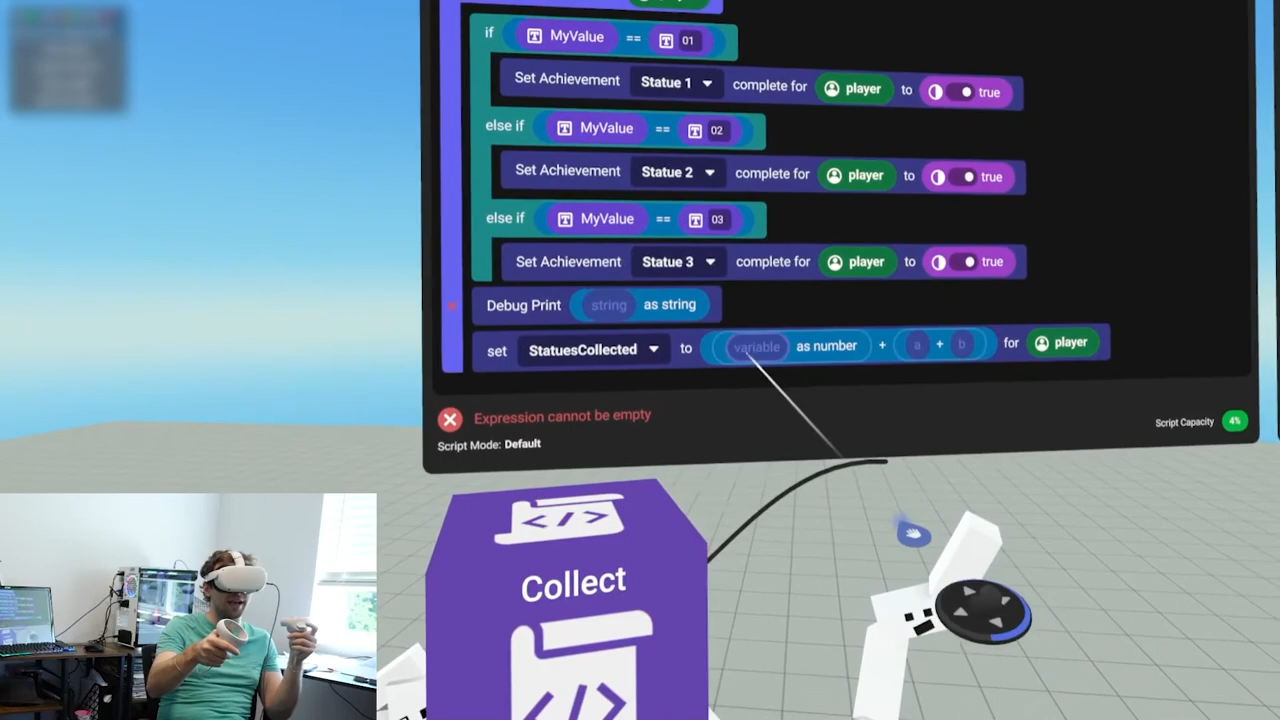 if MyValue == 01
Set Achievement Statue 1 complete for player to true
else if MyValue == 02
Set Achievement Statue 2 complete for player to true
else if MyValue == 03
Set Achievement Statue 3 complete for player to true
Debug Print string as string
set StatuesCollected to variable as number + a + b for player
Expression cannot be empty
Script Mode: Default
Script Capacity 4%
</> 
Collect
</>